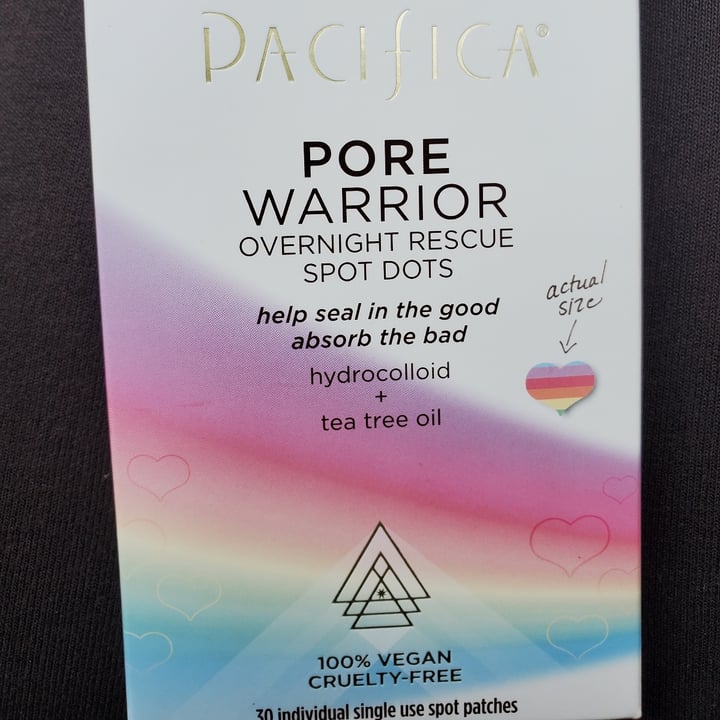 PACIFICA®
PORE
WARRIOR
OVERNIGHT RESCUE
SPOT DOTS
help seal in the good
absorb the bad
actual
size
hydrocolloid
+
tea tree oil
100% VEGAN
CRUELTY-FREE
30 individual single use spot patches